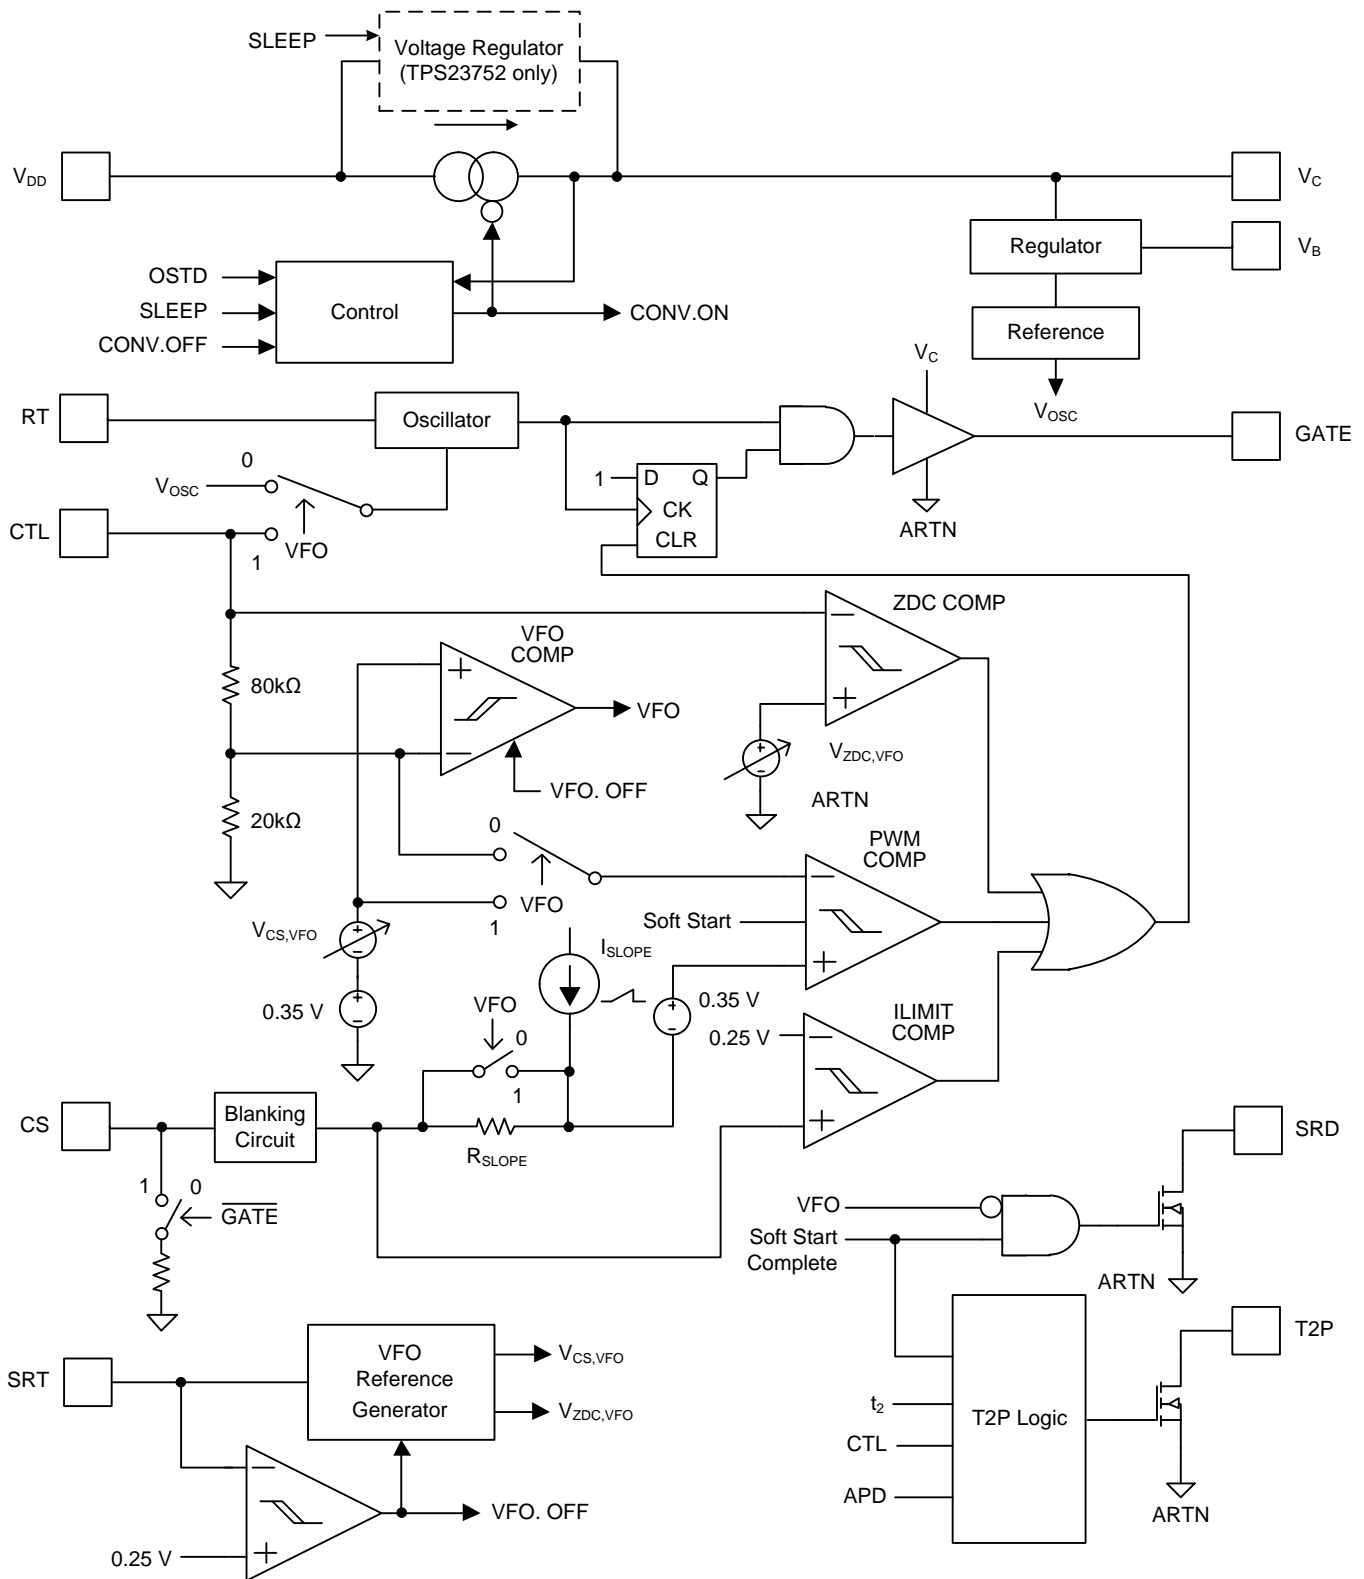 SLEEP
Voltage Regulator
(TPS23752 only)
VDD
VC
Regulator
VB
OSTD
SLEEP
CONV.OFF
Control
CONV.ON
Reference
VC
VOSC
RT
Oscillator
GATE
0
VOSC
1
D
Q
CK
CLR
ARTN
CTL
VFO
1
ZDC COMP
VFO
COMP
−
+
80kΩ
VFO
+
−
+
−
VZDC,VFO
VFO. OFF
ARTN
20kΩ
0
PWM
COMP
−
VFO
1
Soft Start
VCS,VFO
+
−
ISLOPE
+
0.35 V
+
−
VFO
0
0.35 V
+
−
ILIMIT
COMP
0.25 V
−
1
CS
Blanking
Circuit
+
RSLOPE
SRD
1
0
GATE
VFO
Soft Start
Complete
ARTN
T2P
SRT
VFO
Reference
Generator
VCS,VFO
VZDC,VFO
t2
T2P Logic
CTL
−
APD
VFO. OFF
ARTN
0.25 V
+